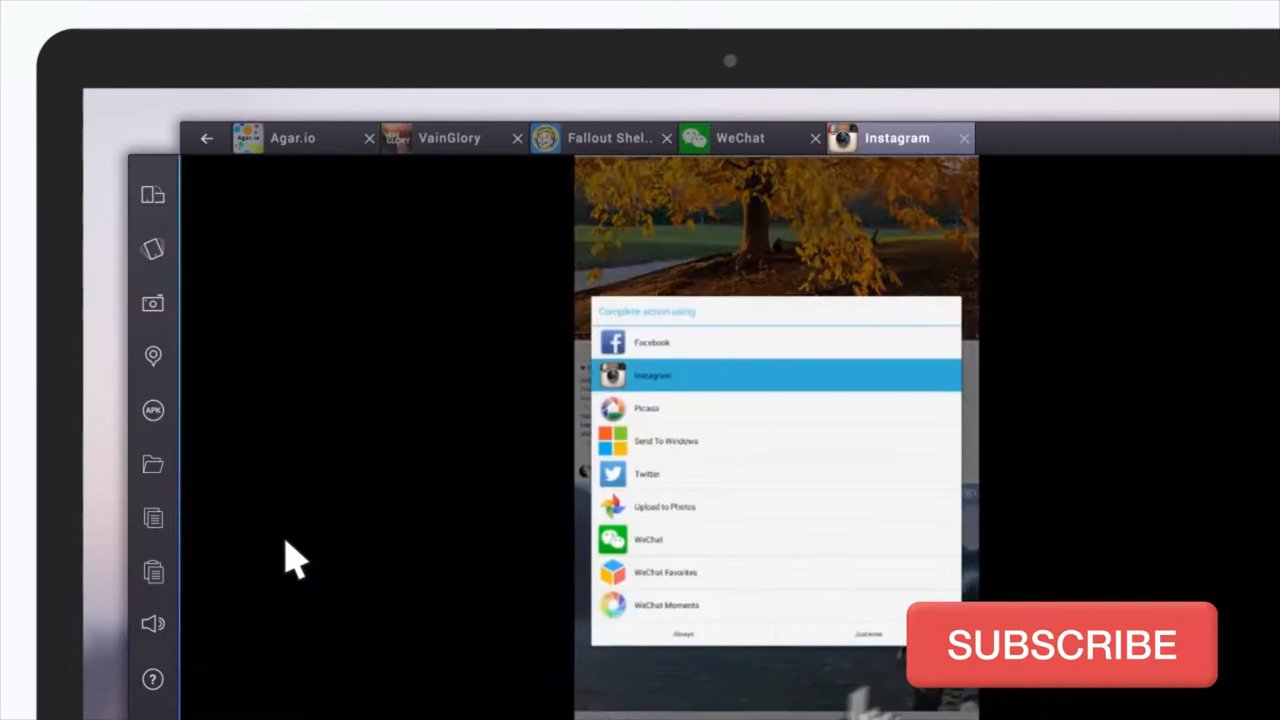 Agar.io
VainGlory
Fallout Shel..
WeChat
Instagram
Complete action using
Facebook
Instagram
Picasa
Send To Windows
Twitter
Upload to Photos
WeChat
WeChat Favorites
WeChat Moments
Always
Just once
APK
SUBSCRIBE